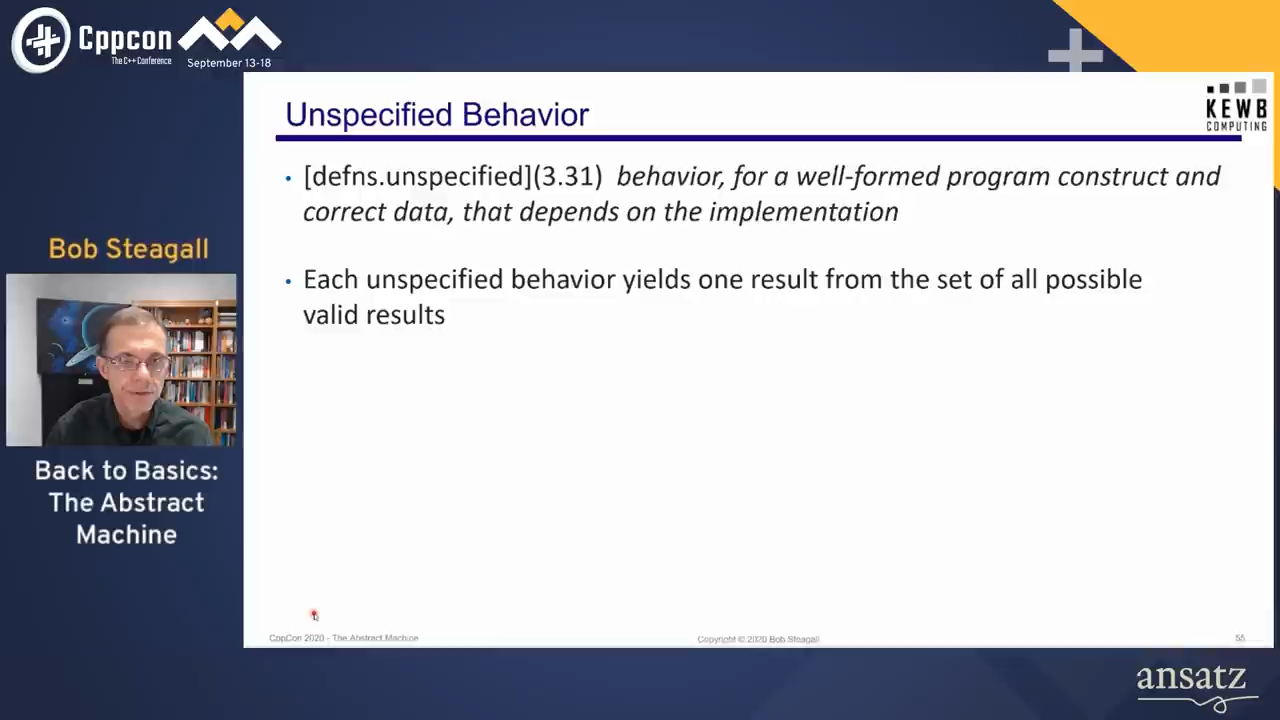 Cppcon
The C++ Conference
September 13-18
KEWB
COMPUTING
Unspecified Behavior
• [defns.unspecified](3.31) behavior, for a well-formed program construct and
correct data, that depends on the implementation
• Each unspecified behavior yields one result from the set of all possible
valid results
Bob Steagall
Back to Basics:
The Abstract
Machine
CppCon 2020 - The Abstract Machine
Copyright © 2020 Bob Steagall
55
ansatz